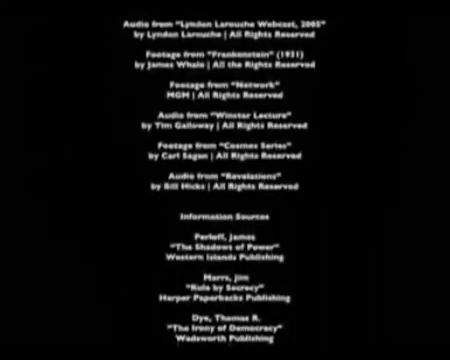 Audio from "Lyndon Larouche Webcast, 2005"
by Lyndon Larouche | All Rights Reserved
Footage from "Frankenstein" (1931)
by James Whale | All the Rights Reserved
Footage from "Network"
MGM | All Rights Reserved
Audio from "Winster Lecture"
by Tim Galloway | All Rights Reserved
Footage from "Cosmos Series"
by Carl Sagan | All Rights Reserved
Audio from "Revelations"
by Bill Hicks | All Rights Reserved
Information Sources
Perloff, James
"The Shadows of Power"
Western Islands Publishing
Marrs, Jim
"Rule by Secrecy"
Harper Paperbacks Publishing
Dye, Thomas R.
"The Irony of Democracy"
Wadsworth Publishing